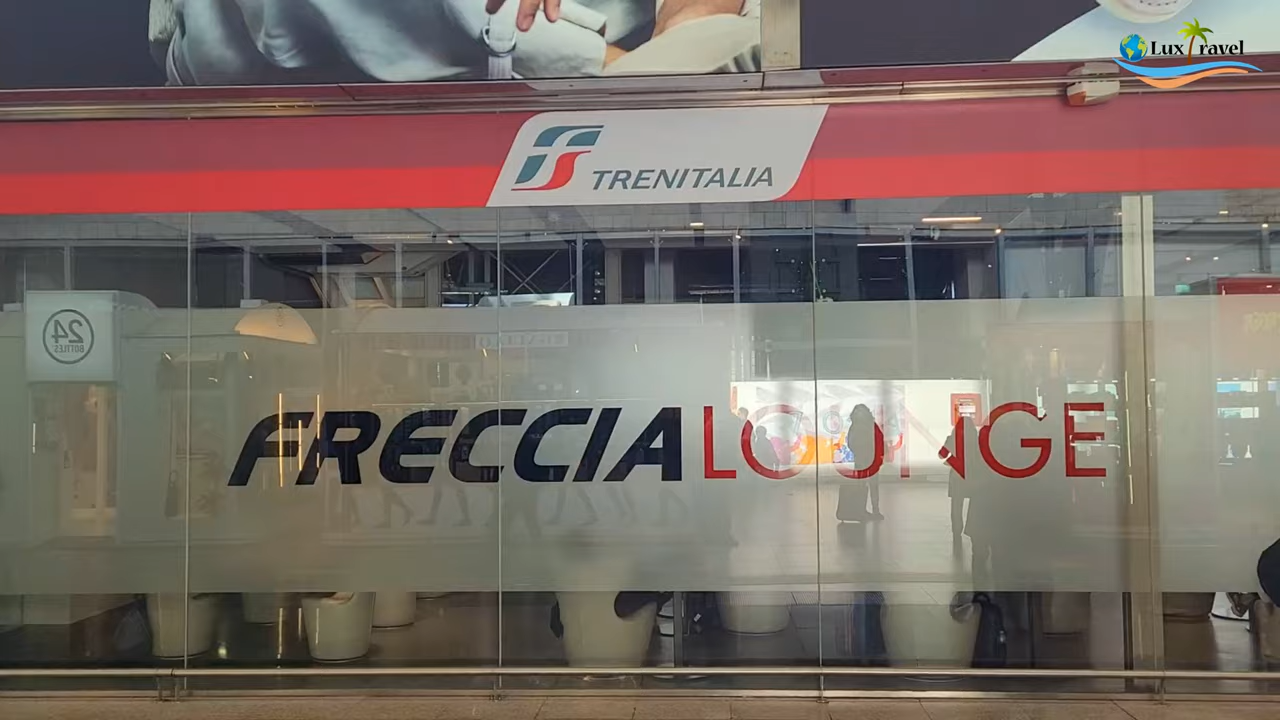 Lux Travel
TRENITALIA
24
BOTTLES
FRECCIALOUNGE